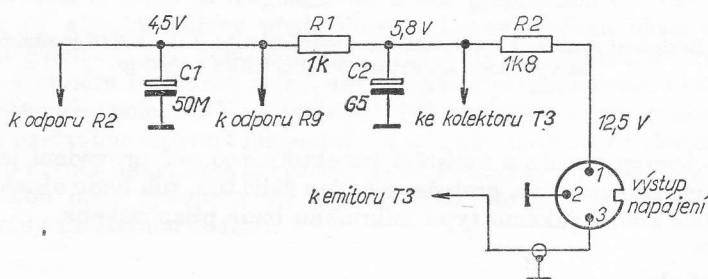 4,5V
R1
5,8V
R2
1k
1k8
C1
50M
C2
G5
k odporu R2
k odporu R9
ke kolektoru T3
12,5V
1
2
3
výstup
napájení
k emitoru T3